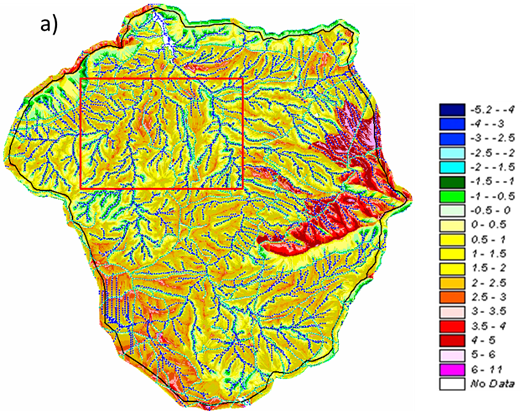 a)
-5.2 - -4
-4 - -3
-3 - -2.5
-2.5 - -2
-2 - -1.5
-1.5 - -1
-1 - -0.5
-0.5 - 0
0 - 0.5
0.5 - 1
1 - 1.5
1.5 - 2
2 - 2.5
2.5 - 3
3 - 3.5
3.5 - 4
4 - 5
5 - 6
6 - 11
No Data